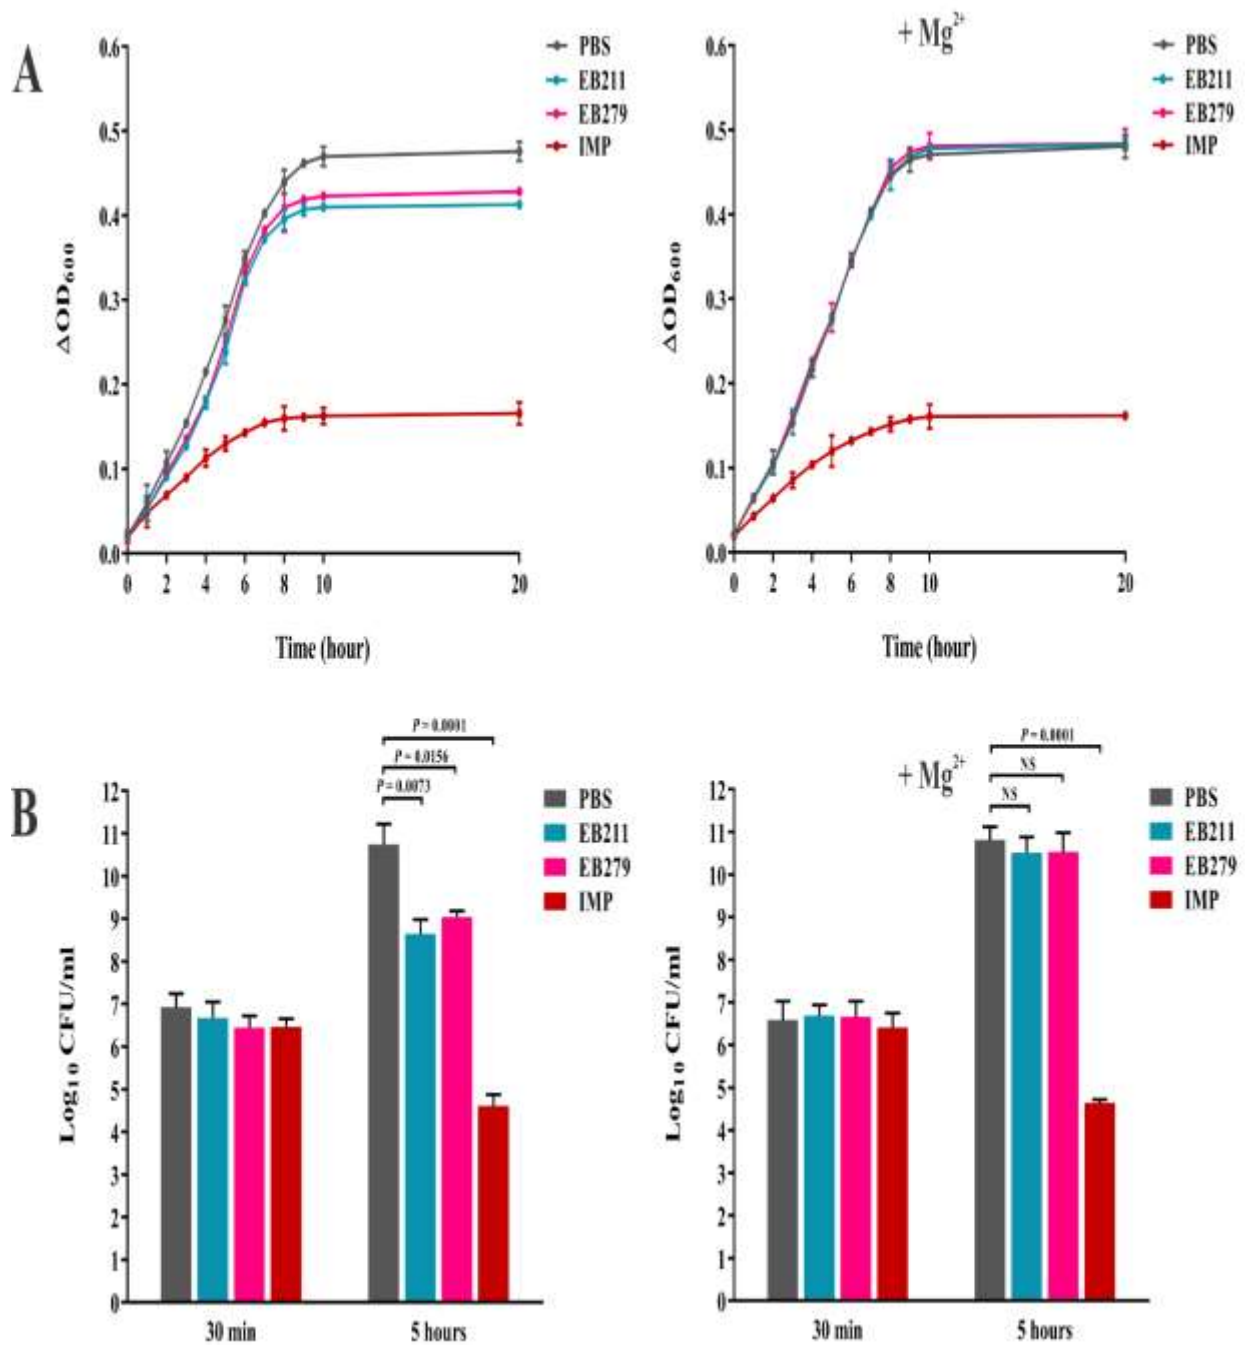 A
+ Mg²⁺
PBS
EB211
EB279
IMP
0.6
0.5
0.4
0.3
0.2
0.1
0.0
ΔOD₆₀₀
0 2 4 6 8 10 20
Time (hour)
PBS
EB211
EB279
IMP
0.6
0.5
0.4
0.3
0.2
0.1
0.0
ΔOD₆₀₀
0 2 4 6 8 10 20
Time (hour)
B
P = 0.0001
P = 0.0156
P = 0.0073
PBS
EB211
EB279
IMP
12
11
10
9
8
7
6
5
4
3
2
1
0
Log₁₀ CFU/ml
30 min 5 hours
+ Mg²⁺
P = 0.0001
NS
NS
PBS
EB211
EB279
IMP
12
11
10
9
8
7
6
5
4
3
2
1
0
Log₁₀ CFU/ml
30 min 5 hours